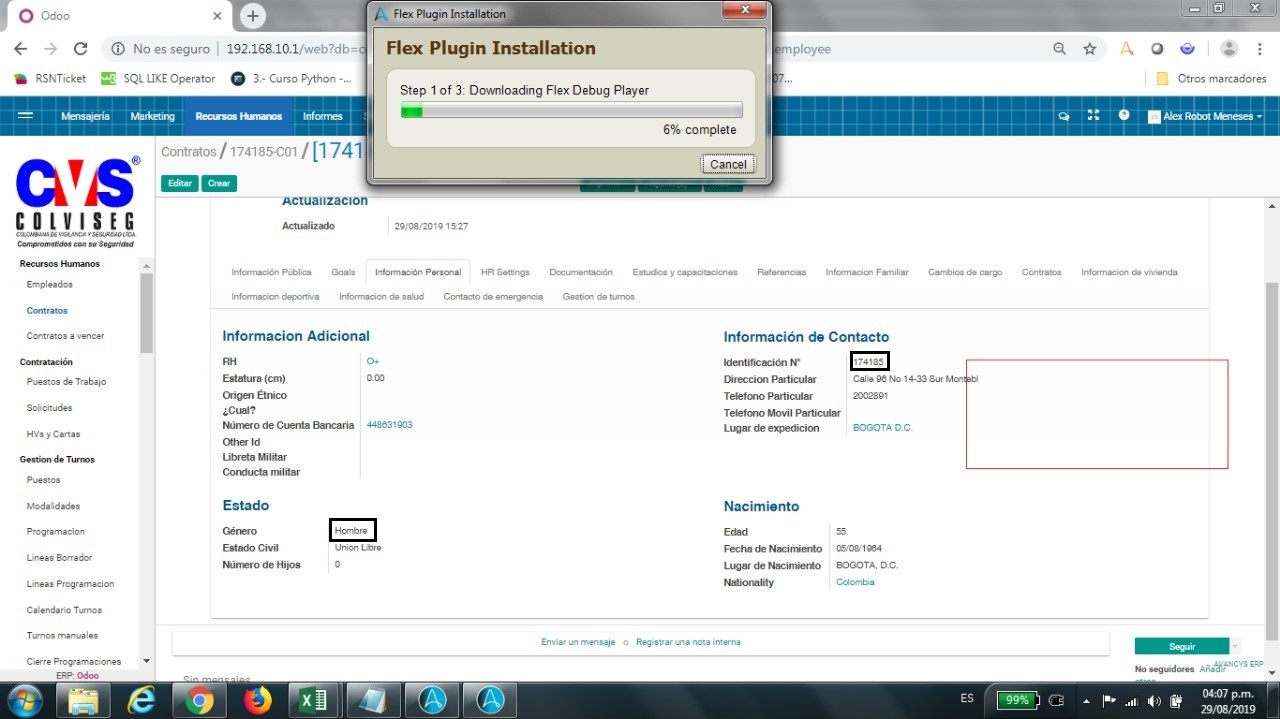 Odoo
Flex Plugin Installation
No es seguro
192.168.10.1/web?db=c
employee
Flex Plugin Installation
Step 1 of 3: Downloading Flex Debug Player
6% complete
Cancel
RSNTicket
SQL LIKE Operator
3.- Curso Python -...
07...
Otros marcadores
Mensajería
Marketing
Recursos Humanos
Informes
Alex Robot Meneses
Contratos / 174185-C01 / [1741
Editar
Crear
CVS
COLVISEG
COLOMBIANA DE VIGILANCIA Y SEGURIDAD LTDA.
Comprometidos con su Seguridad
Recursos Humanos
Empleados
Contratos
Contratos a vencer
Contratación
Puestos de Trabajo
Solicitudes
HVs y Cartas
Gestion de Turnos
Puestos
Modalidades
Programacion
Lineas Borrador
Lineas Programacion
Calendario Turnos
Turnos manuales
Cierre Programaciones
ERP: Odoo
Actualización
Actualizado
29/08/2019 15:27
Información Pública
Goals
Información Personal
HR Settings
Documentación
Estudios y capacitaciones
Referencias
Informacion Familiar
Cambios de cargo
Contratos
Informacion de vivienda
Informacion deportiva
Informacion de salud
Contacto de emergencia
Gestion de turnos
Informacion Adicional
RH O+
Estatura (cm) 0.00
Origen Étnico
¿Cual?
Número de Cuenta Bancaria 448631903
Other Id
Libreta Militar
Conducta militar
Información de Contacto
Identificación N° 174185
Direccion Particular Calle 96 No 14-33 Sur Montebl
Telefono Particular 2002891
Telefono Movil Particular
Lugar de expedicion BOGOTA D.C.
Estado
Género Hombre
Estado Civil Union Libre
Número de Hijos 0
Nacimiento
Edad 55
Fecha de Nacimiento 05/08/1964
Lugar de Nacimiento BOGOTA, D.C.
Nationality Colombia
Enviar un mensaje o Registrar una nota interna
Seguir
No seguidores Añadir
otros
AVANCYS ERP
Sin mensajes
ES
99%
04:07 p.m.
29/08/2019